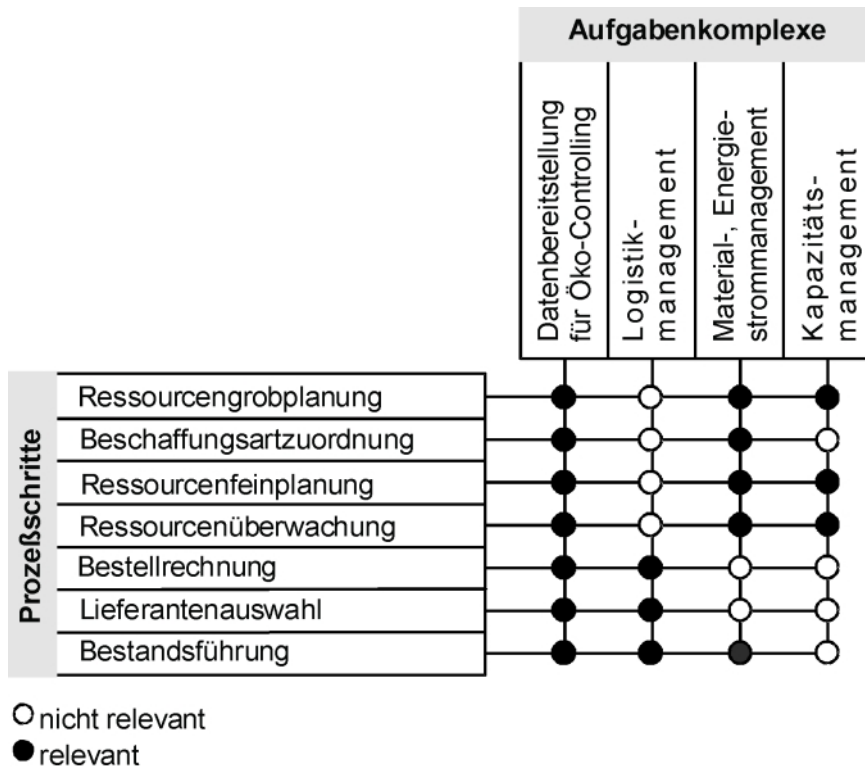 Aufgabenkomplexe
Datenbereitstellung
für Öko-Controlling
Logistik-
management
Material-, Energie-
strommanagement
Kapazitäts-
management
Prozeßschritte
Ressourcengrobplanung
Beschaffungsartzuordnung
Ressourcenfeinplanung
Ressourcenüberwachung
Bestellrechnung
Lieferantenauswahl
Bestandsführung
nicht relevant
relevant